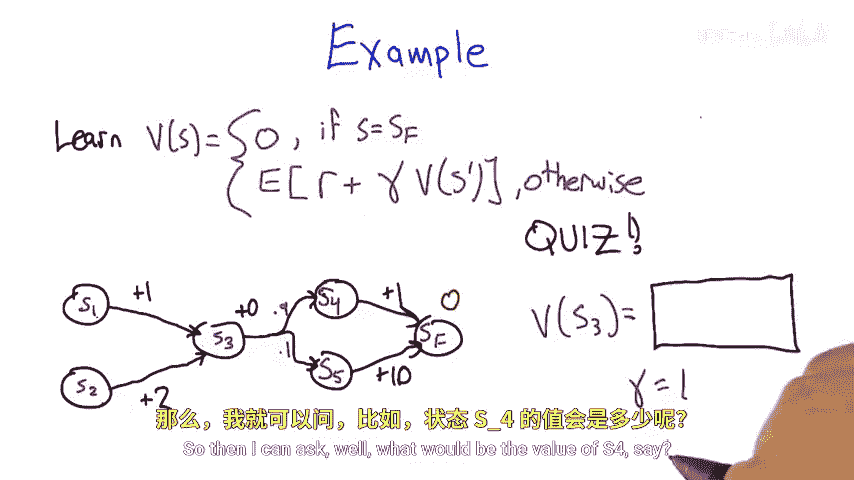 Example
Learn V(s) = { 0, if s = S_F
{ E[r + γ V(s')], otherwise
QUIZ!
S1 +1 S3 +0 .9 S4 +1 0 SF
S2 +2 .1 S5 +10
V(S3) =
γ = 1
那么，我就可以问，比如，状态 S_4 的值会是多少呢？
So then I can ask, well, what would be the value of S4, say?